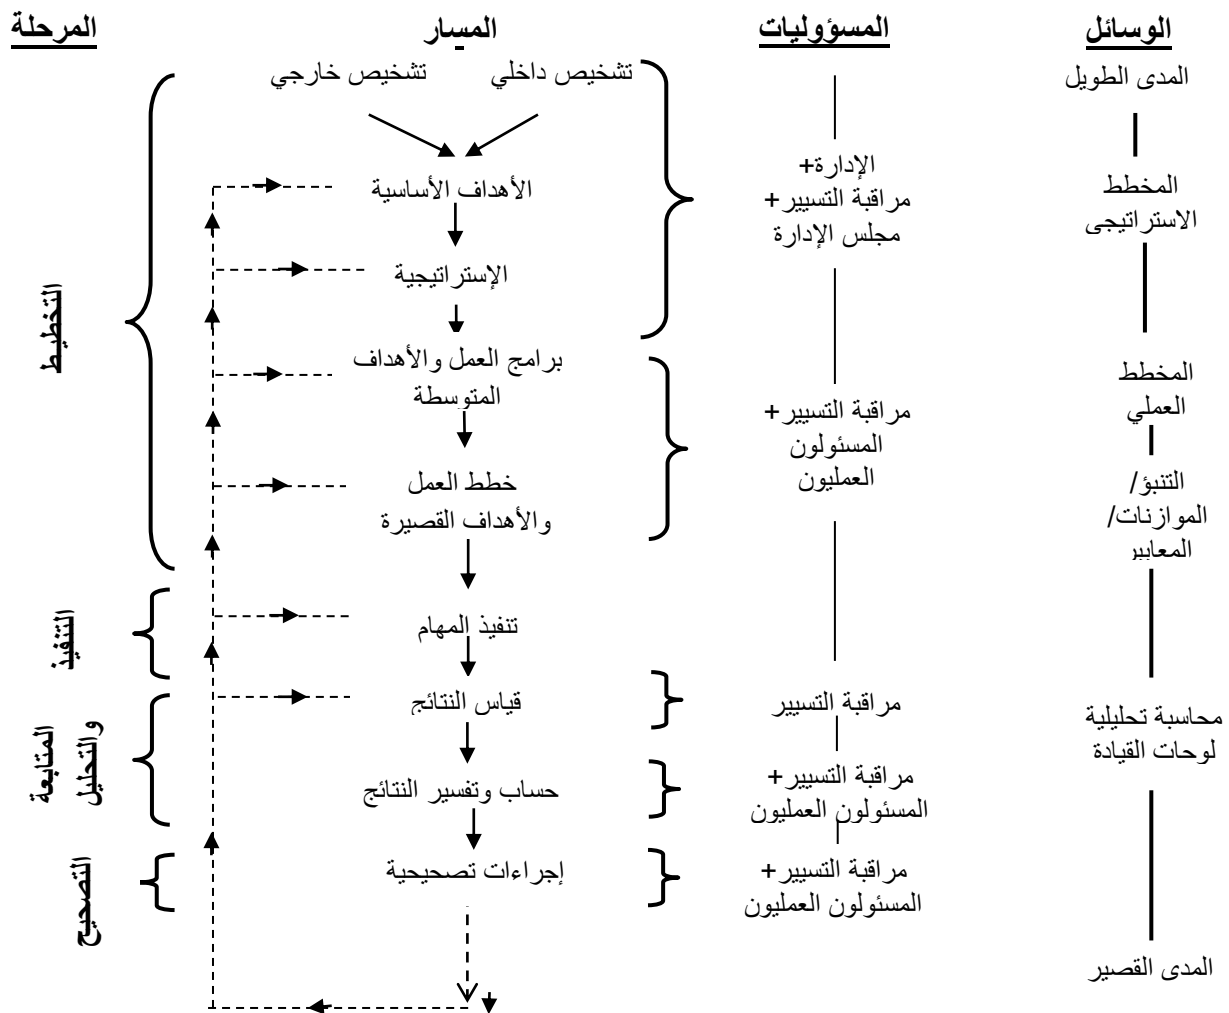 الوسائل
المسؤوليات
المسار
المرحلة
المدى الطويل
تشخيص داخلي
تشخيص خارجي
الإدارة+
مراقبة التسيير+
مجلس الإدارة
المخطط
الاستراتيجي
الأهداف الأساسية
الإستراتيجية
التخطيط
برامج العمل والأهداف
المتوسطة
المخطط
العملي
مراقبة التسيير+
المسئولون
العمليون
خطط العمل
والأهداف القصيرة
التنبؤ/
الموازنات/
المعايير
تنفيذ المهام
التنفيذ
قياس النتائج
مراقبة التسيير
محاسبة تحليلية
لوحات القيادة
المتابعة
والتحليل
حساب وتفسير النتائج
مراقبة التسيير+
المسئولون العمليون
إجراءات تصحيحية
مراقبة التسيير+
المسئولون العمليون
التصحيح
المدى القصير